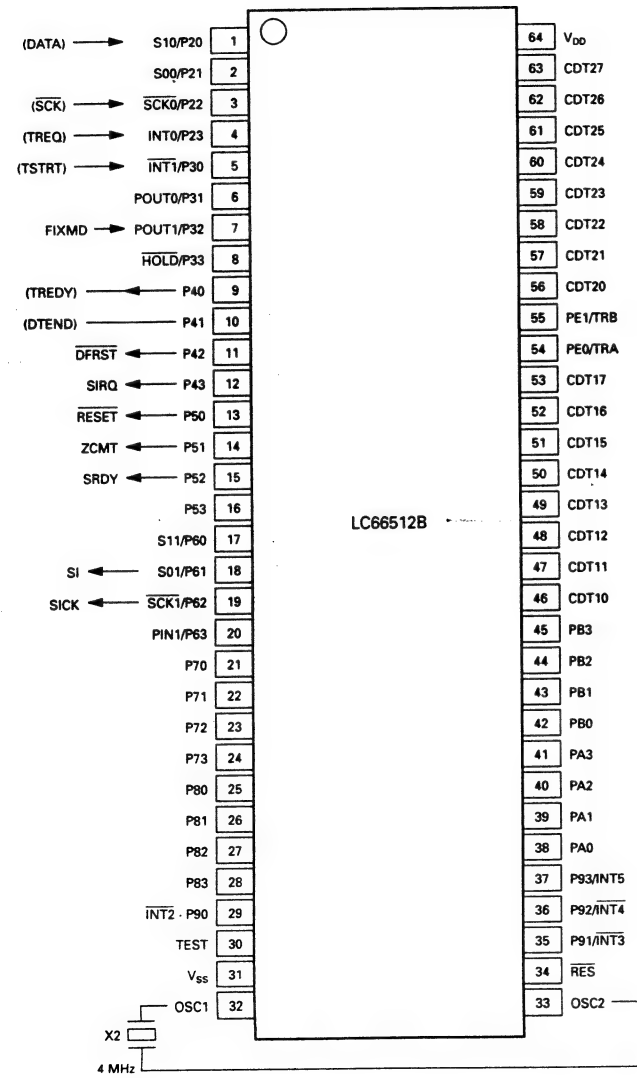 (DATA) S10/P20 1
S00/P21 2
(SCK) SCK0/P22 3
(TREQ) INT0/P23 4
(TSTRT) INT1/P30 5
POUT0/P31 6
FIXMD POUT1/P32 7
HOLD/P33 8
(TREDY) P40 9
(DTEND) P41 10
DFRST P42 11
SIRQ P43 12
RESET P50 13
ZCMT P51 14
SRDY P52 15
P53 16
S11/P60 17
SI S01/P61 18
SICK SCK1/P62 19
PIN1/P63 20
P70 21
P71 22
P72 23
P73 24
P80 25
P81 26
P82 27
P83 28
INT2 · P90 29
TEST 30
VSS 31
OSC1 32
X2
4 MHz
LC66512B
64 VDD
63 CDT27
62 CDT26
61 CDT25
60 CDT24
59 CDT23
58 CDT22
57 CDT21
56 CDT20
55 PE1/TRB
54 PE0/TRA
53 CDT17
52 CDT16
51 CDT15
50 CDT14
49 CDT13
48 CDT12
47 CDT11
46 CDT10
45 PB3
44 PB2
43 PB1
42 PB0
41 PA3
40 PA2
39 PA1
38 PA0
37 P93/INT5
36 P92/INT4
35 P91/INT3
34 RES
33 OSC2